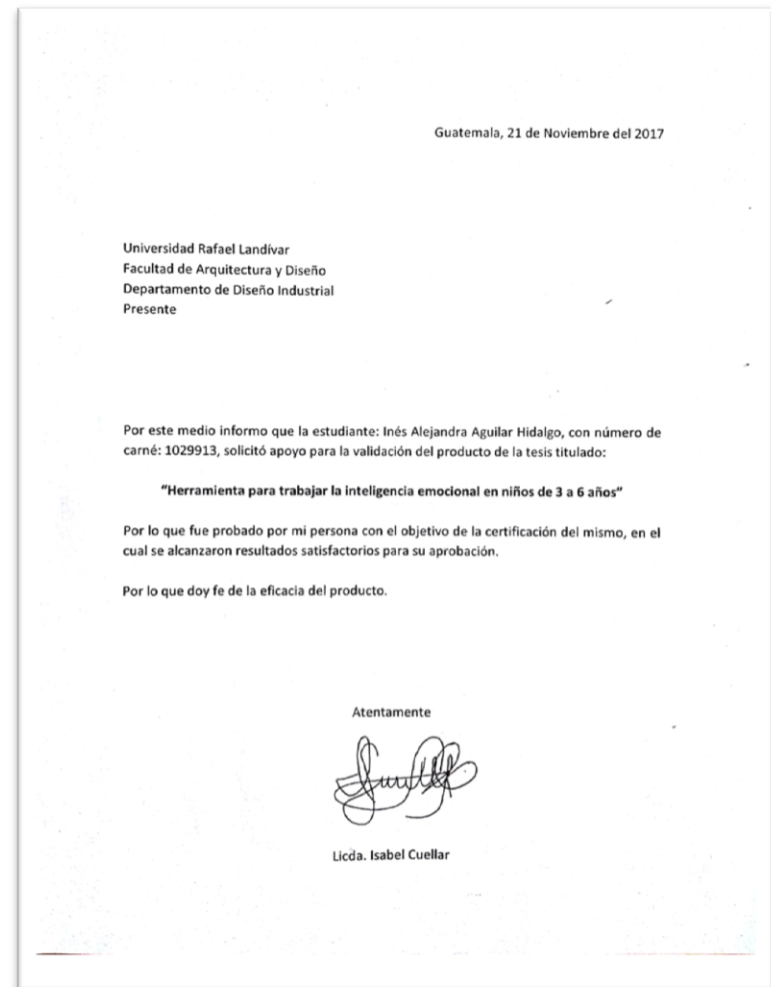 Guatemala, 21 de Noviembre del 2017
Universidad Rafael Landívar
Facultad de Arquitectura y Diseño
Departamento de Diseño Industrial
Presente
Por este medio informo que la estudiante: Inés Alejandra Aguilar Hidalgo, con número de
carné: 1029913, solicitó apoyo para la validación del producto de la tesis titulado:
"Herramienta para trabajar la inteligencia emocional en niños de 3 a 6 años"
Por lo que fue probado por mi persona con el objetivo de la certificación del mismo, en el
cual se alcanzaron resultados satisfactorios para su aprobación.
Por lo que doy fe de la eficacia del producto.
Atentamente
Licda. Isabel Cuellar